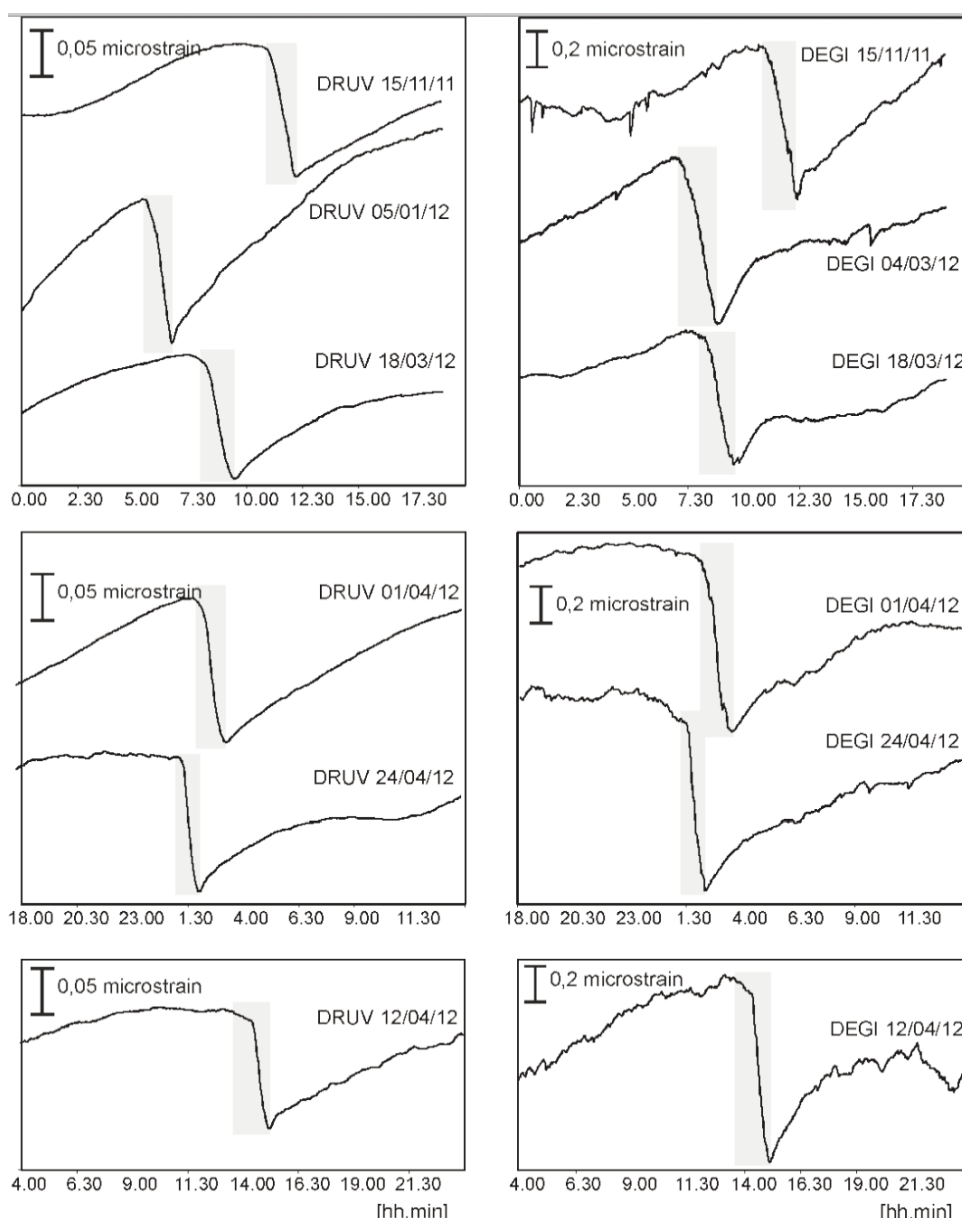 0,05 microstrain
DRUV 15/11/11
DRUV 05/01/12
DRUV 18/03/12
0.00 2.30 5.00 7.30 10.00 12.30 15.00 17.30
0,2 microstrain
DEGI 15/11/11
DEGI 04/03/12
DEGI 18/03/12
0.00 2.30 5.00 7.30 10.00 12.30 15.00 17.30
0,05 microstrain
DRUV 01/04/12
DRUV 24/04/12
18.00 20.30 23.00 1.30 4.00 6.30 9.00 11.30
0,2 microstrain
DEGI 01/04/12
DEGI 24/04/12
18.00 20.30 23.00 1.30 4.00 6.30 9.00 11.30
0,05 microstrain
DRUV 12/04/12
4.00 6.30 9.00 11.30 14.00 16.30 19.00 21.30
[hh.min]
0,2 microstrain
DEGI 12/04/12
4.00 6.30 9.00 11.30 14.00 16.30 19.00 21.30
[hh.min]